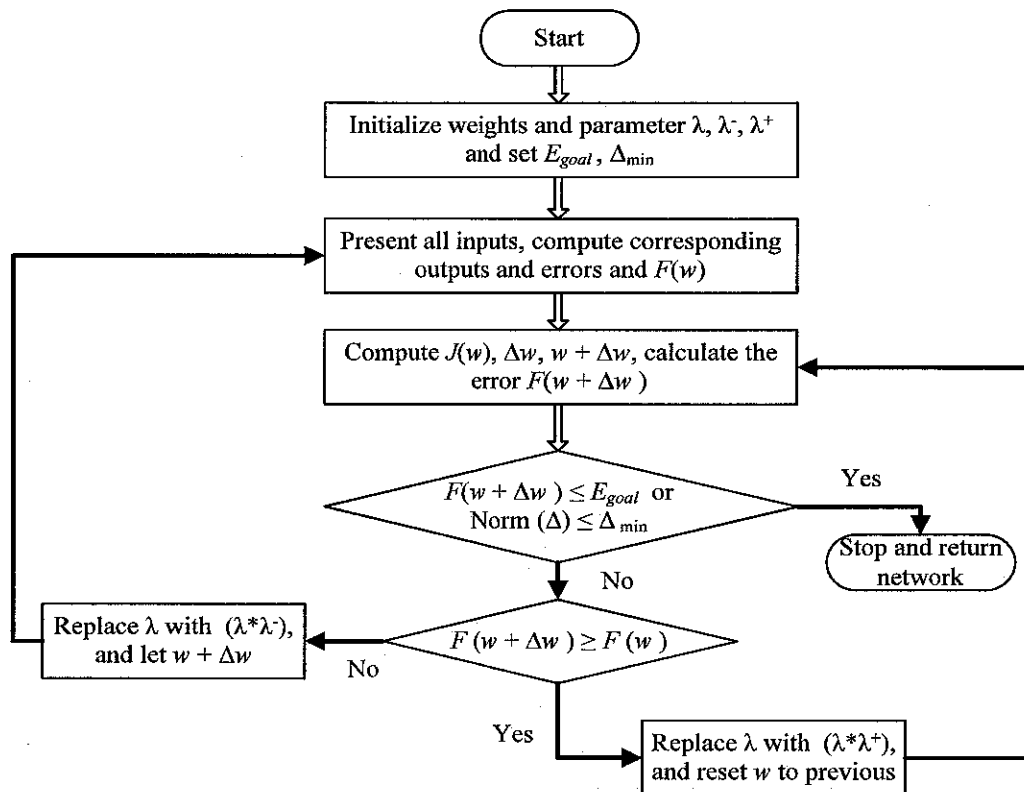 Start
Initialize weights and parameter λ, λ⁻, λ⁺
and set E_goal , Δ_min
Present all inputs, compute corresponding
outputs and errors and F(w)
Compute J(w), Δw, w + Δw, calculate the
error F(w + Δw )
F(w + Δw ) ≤ E_goal or
Norm (Δ) ≤ Δ_min
Yes
Stop and return
network
No
F (w + Δw ) ≥ F (w )
No
Replace λ with (λ*λ⁻),
and let w + Δw
Yes
Replace λ with (λ*λ⁺),
and reset w to previous